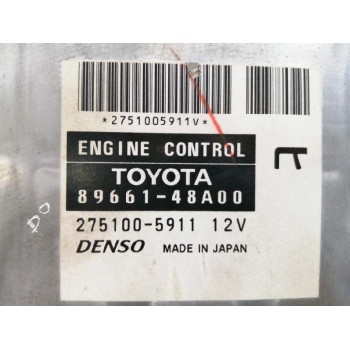 *2751005911V*
ENGINE CONTROL
TOYOTA
89661-48A00
275100-5911 12V
DENSO MADE IN JAPAN